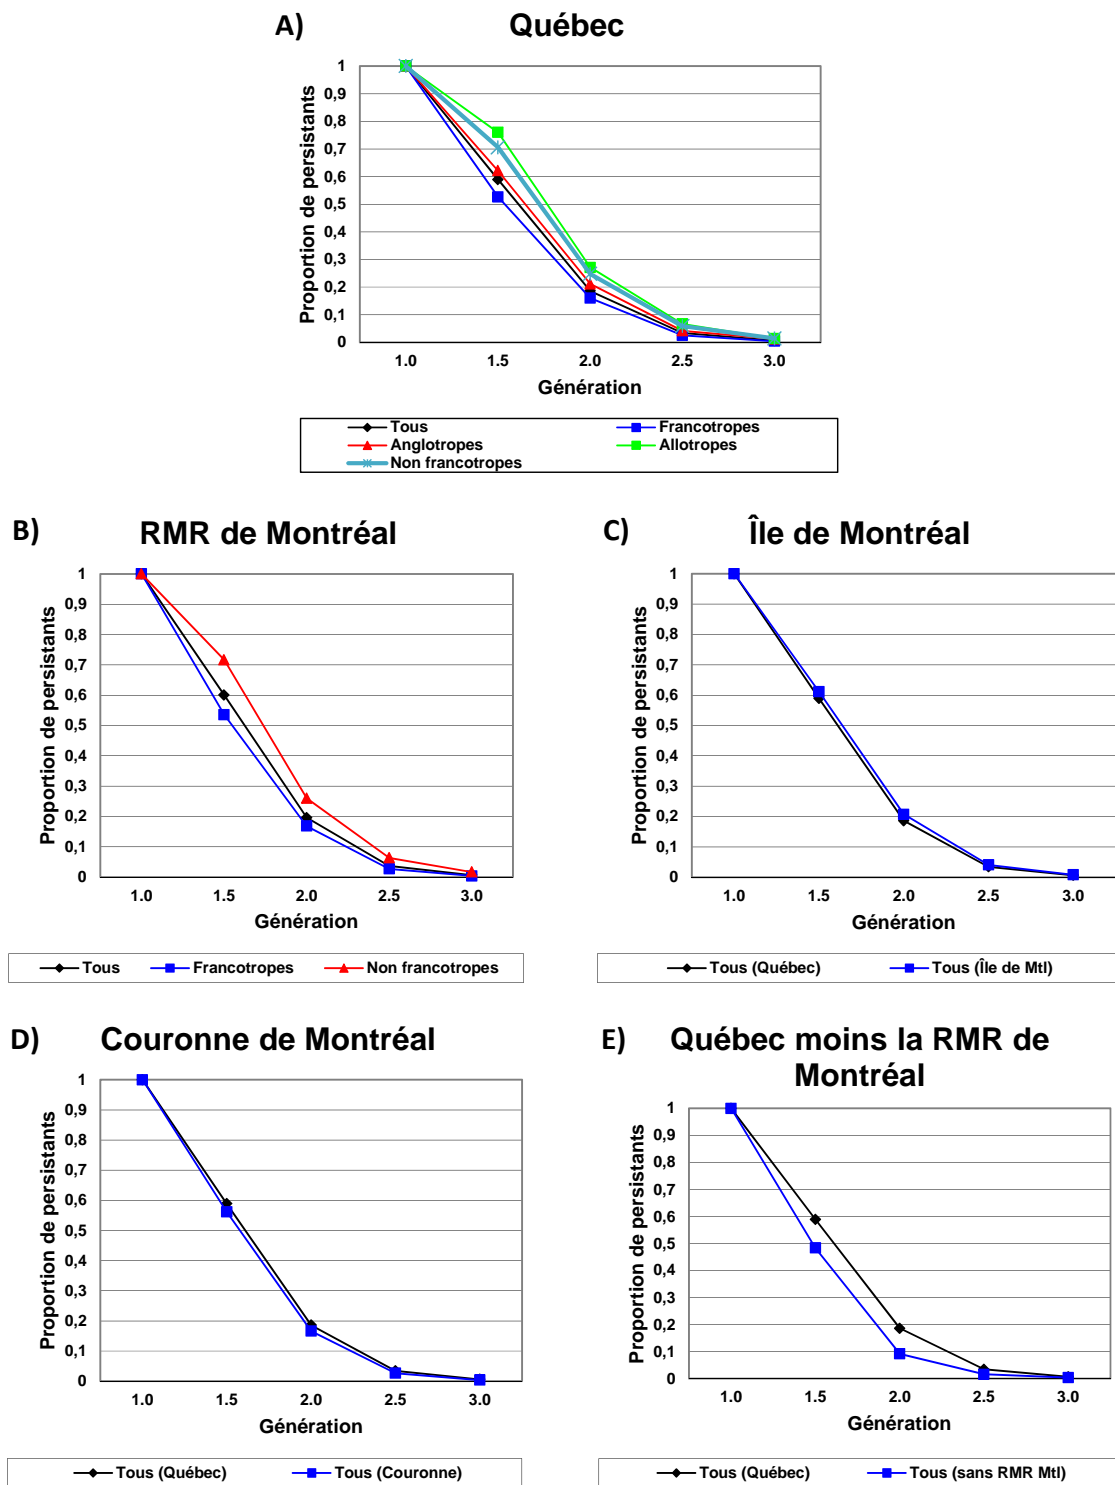 A) Québec
Proportion de persistants
1
0,9
0,8
0,7
0,6
0,5
0,4
0,3
0,2
0,1
0
1.0 1.5 2.0 2.5 3.0
Génération
Tous Francotropes
Anglotropes Allotropes
Non francotropes
B) RMR de Montréal
Proportion de persistants
1
0,9
0,8
0,7
0,6
0,5
0,4
0,3
0,2
0,1
0
1.0 1.5 2.0 2.5 3.0
Génération
Tous Francotropes Non francotropes
C) Île de Montréal
Proportion de persistants
1
0,9
0,8
0,7
0,6
0,5
0,4
0,3
0,2
0,1
0
1.0 1.5 2.0 2.5 3.0
Génération
Tous (Québec) Tous (Île de Mtl)
D) Couronne de Montréal
Proportion de persistants
1
0,9
0,8
0,7
0,6
0,5
0,4
0,3
0,2
0,1
0
1.0 1.5 2.0 2.5 3.0
Génération
Tous (Québec) Tous (Couronne)
E) Québec moins la RMR de
Montréal
Proportion de persistants
1
0,9
0,8
0,7
0,6
0,5
0,4
0,3
0,2
0,1
0
1.0 1.5 2.0 2.5 3.0
Génération
Tous (Québec) Tous (sans RMR Mtl)